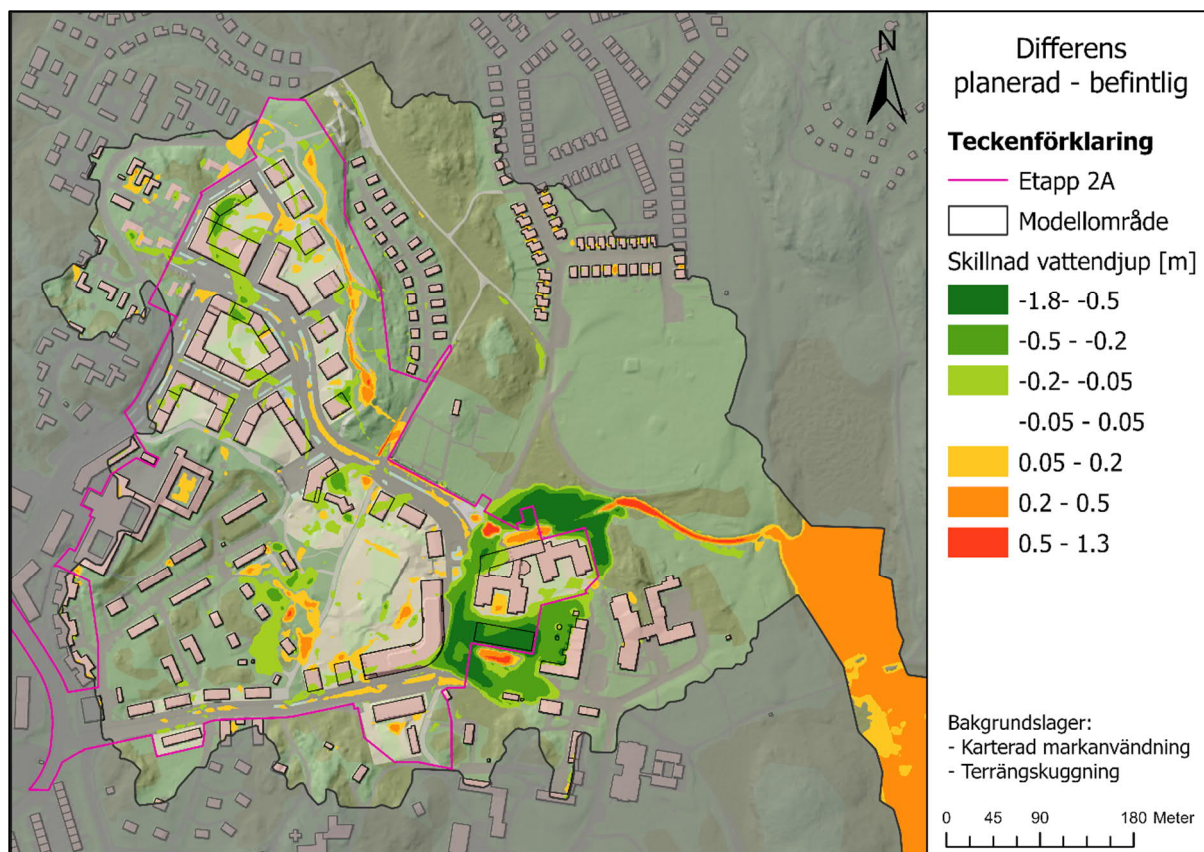 N
Differens
planerad - befintlig
Teckenförklaring
Etapp 2A
Modellområde
Skillnad vattendjup [m]
-1.8- -0.5
-0.5 - -0.2
-0.2- -0.05
-0.05 - 0.05
0.05 - 0.2
0.2 - 0.5
0.5 - 1.3
Bakgrundslager:
- Karterad markanvändning
- Terrängskuggning
0 45 90 180 Meter